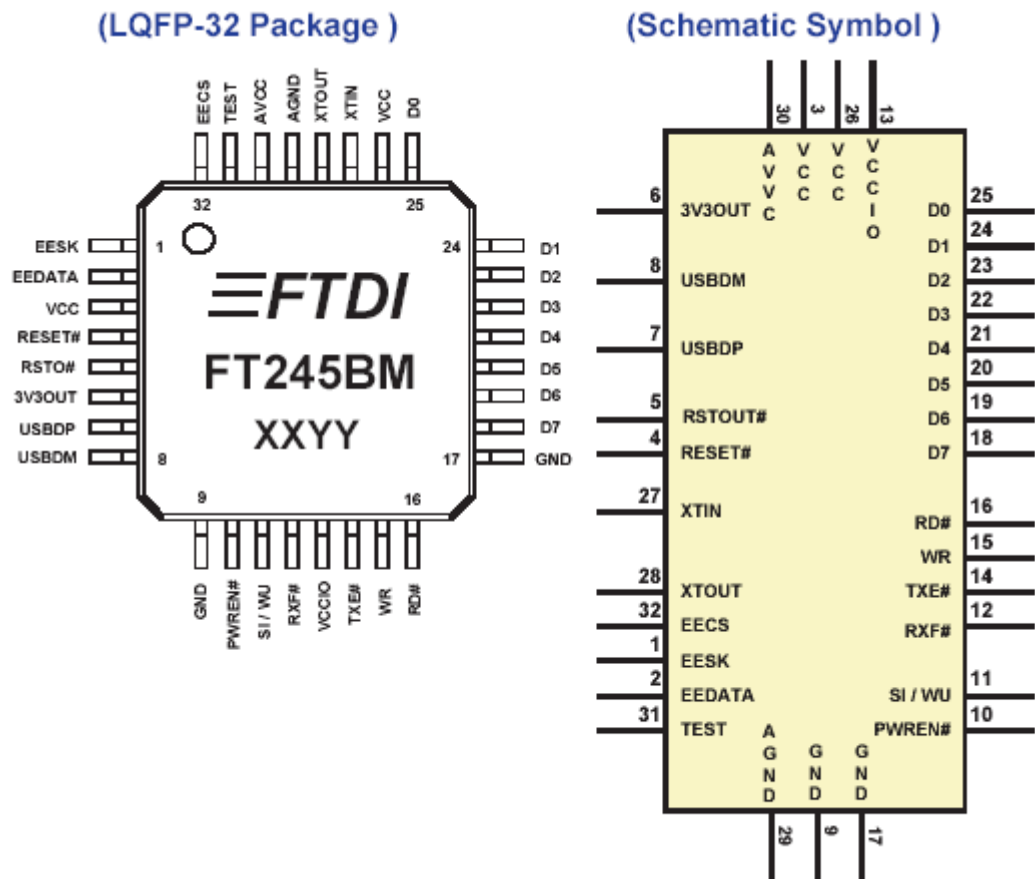 (LQFP-32 Package )
EECS
TEST
AVCC
AGND
XTOUT
XTIN
VCC
D0
32
25
EESK
EEDATA
VCC
RESET#
RSTO#
3V3OUT
USBDP
USBDM
1
8
24
17
FTDI
FT245BM
XXYY
D1
D2
D3
D4
D5
D6
D7
GND
9
16
GND
PWREN#
SI / WU
RXF#
VCCIO
TXE#
WR
RD#
(Schematic Symbol )
30
3
26
13
AVVC
VCC
VCC
VCCIO
6
3V3OUT
8
USBDM
7
USBDP
5
RSTOUT#
4
RESET#
27
XTIN
28
XTOUT
32
EECS
1
EESK
2
EEDATA
31
TEST
D0
25
D1
24
D2
23
D3
22
D4
21
D5
20
D6
19
D7
18
RD#
16
WR
15
TXE#
14
RXF#
12
SI / WU
11
PWREN#
10
AGND
GND
GND
29
9
17